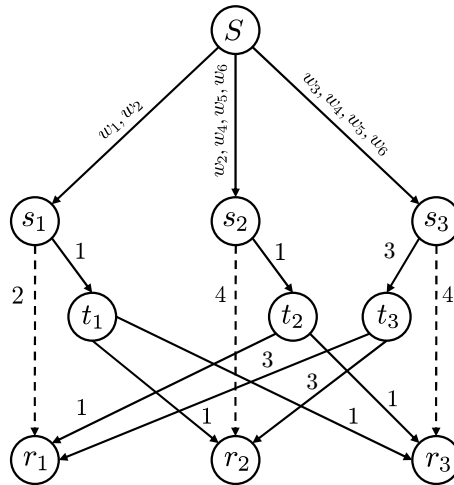 S
w₁, w₂
w₂, w₄, w₅, w₆
w₃, w₄, w₅, w₆
s₁ s₂ s₃
1 1 3
2 4 4
t₁ t₂ t₃
3
3
1 1 1 1
r₁ r₂ r₃